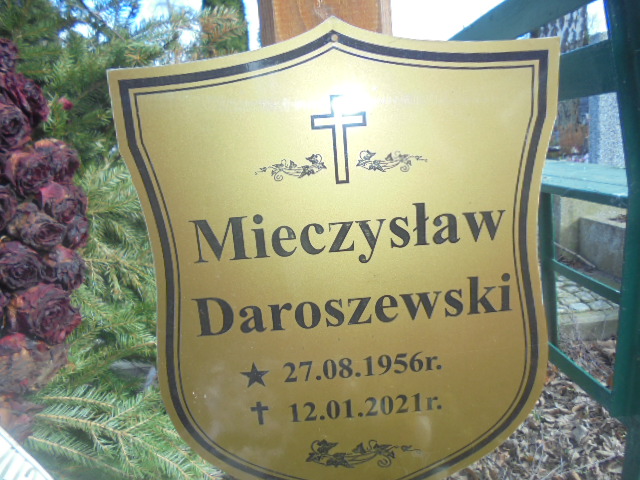 Mieczysław
Daroszewski
★ 27.08.1956r.
✝ 12.01.2021r.